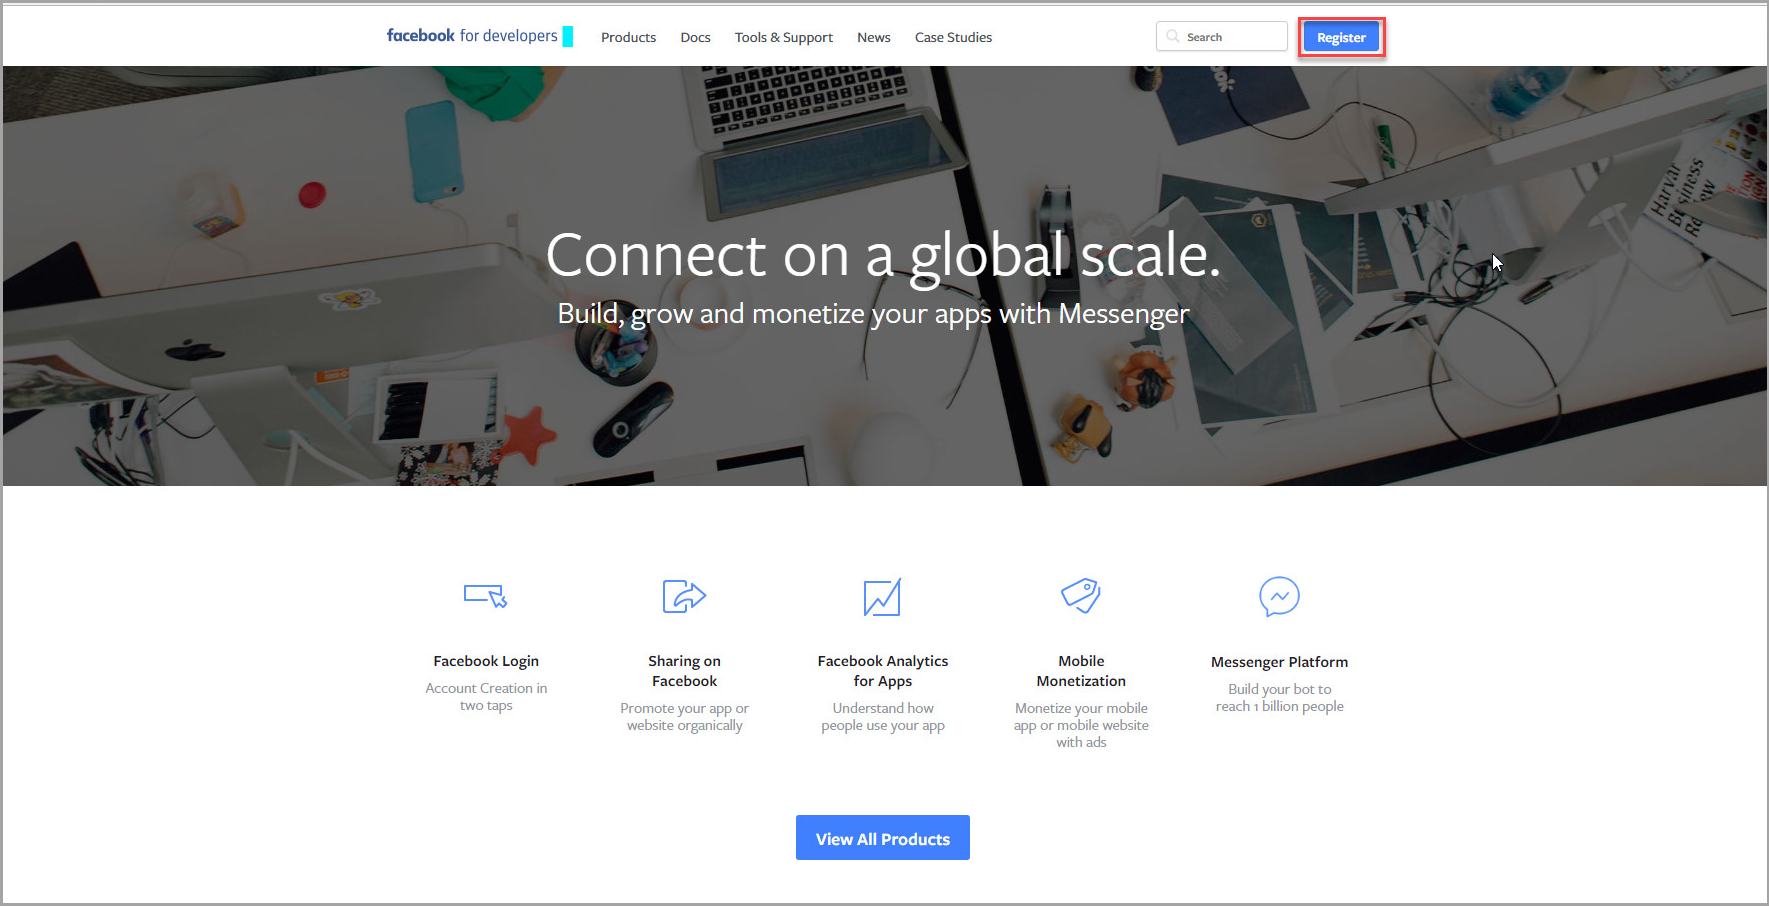 facebook for developers Products Docs Tools & Support News Case Studies Search Register
Harvard
Business
Connect on a global scale.
Build, grow and monetize your apps with Messenger
Facebook Login
Account Creation in
two taps
Sharing on
Facebook
Promote your app or
website organically
Facebook Analytics
for Apps
Understand how
people use your app
Mobile
Monetization
Monetize your mobile
app or mobile website
with ads
Messenger Platform
Build your bot to
reach 1 billion people
View All Products